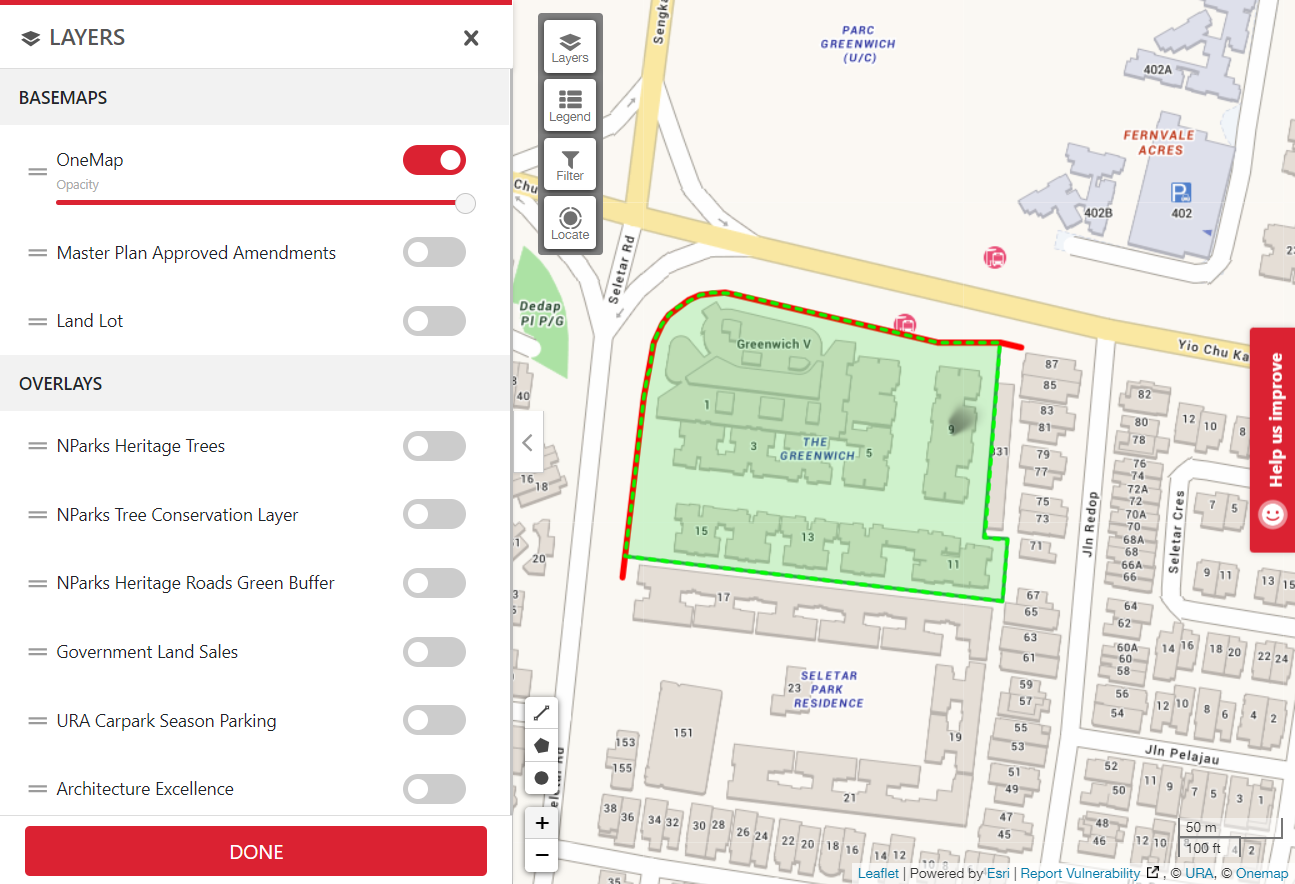 LAYERS
BASEMAPS
OneMap
Opacity
Master Plan Approved Amendments
Land Lot
OVERLAYS
NParks Heritage Trees
NParks Tree Conservation Layer
NParks Heritage Roads Green Buffer
Government Land Sales
URA Carpark Season Parking
Architecture Excellence
DONE
Layers
Legend
Filter
Locate
PARC
GREENWICH
(U/C)
402A
FERNVALE
ACRES
P
402B
402
Chu
Seletar Rd
Dedap
Pl P/G
40
16
18
20
Greenwich V
1
3
THE
GREENWICH
5
9
15
13
11
87
85
83
81
79
77
75
73
71
67
65
63
61
59
57
55
53
51
49
47
45
Jln Redop
82
80
78
76
74
72A
72
70A
70
68A
68
66A
66
64
62
60A
60
58
56
54
12
10
8
Seletar Cres
7
5
9
11
13
15
14
16
18
20
22
24
12
10
8
6
4
2
Jln Pelajau
52
50
48
46
11
9
7
5
3
1
12
10
17
SELETAR
PARK
RESIDENCE
23
19
21
151
153
155
38
36
34
32
30
28
26
24
22
20
18
16
14
12
Help us improve
+
−
50 m
100 ft
4
2
Leaflet | Powered by Esri | Report Vulnerability , © URA, © Onemap